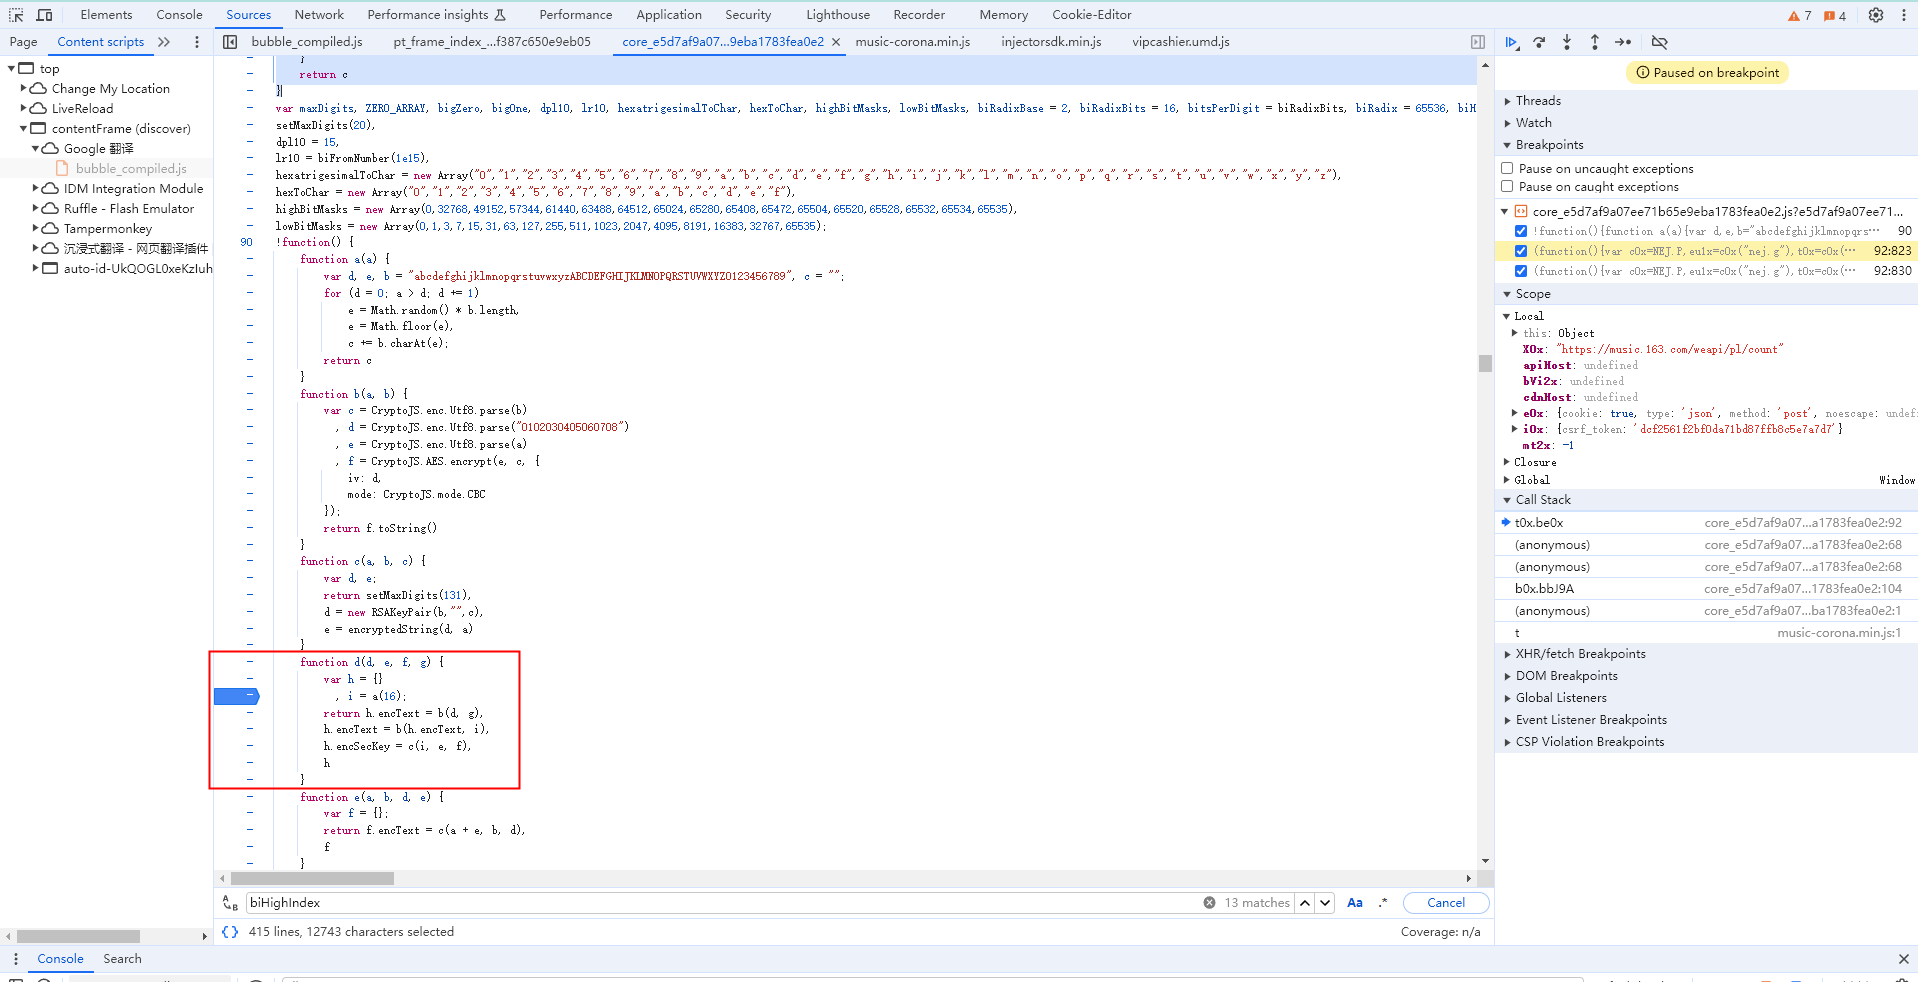 Elements Console Sources Network Performance insights Performance Application Security Lighthouse Recorder Memory Cookie-Editor 7 4
Page Content scripts
bubble_compiled.js pt_frame_index_...f387c650e9eb05 core_e5d7af9a07...9eba1783fea0e2 music-corona.min.js injectorsdk.min.js vipcashier.umd.js
top
Change My Location
LiveReload
contentFrame (discover)
Google 翻译
bubble_compiled.js
IDM Integration Module
Ruffle - Flash Emulator
Tampermonkey
沉浸式翻译 - 网页翻译插件
auto-id-UkQOGL0xeKzIuh
}
return c
}
var maxDigits, ZERO_ARRAY, bigZero, bigOne, dpl10, lr10, hexatrigesimalToChar, hexToChar, highBitMasks, lowBitMasks, biRadixBase = 2, biRadixBits = 16, bitsPerDigit = biRadixBits, biRadix = 65536, biH
setMaxDigits(20),
dpl10 = 15,
lr10 = biFromNumber(1e15),
hexatrigesimalToChar = new Array("0","1","2","3","4","5","6","7","8","9","a","b","c","d","e","f","g","h","i","j","k","l","m","n","o","p","q","r","s","t","u","v","w","x","y","z"),
hexToChar = new Array("0","1","2","3","4","5","6","7","8","9","a","b","c","d","e","f"),
highBitMasks = new Array(0,32768,49152,57344,61440,63488,64512,65024,65280,65408,65472,65504,65520,65528,65532,65534,65535),
lowBitMasks = new Array(0,1,3,7,15,31,63,127,255,511,1023,2047,4095,8191,16383,32767,65535);
90 !function() {
function a(a) {
var d, e, b = "abcdefghijklmnopqrstuvwxyzABCDEFGHIJKLMNOPQRSTUVWXYZ0123456789", c = "";
for (d = 0; a > d; d += 1)
e = Math.random() * b.length,
e = Math.floor(e),
c += b.charAt(e);
return c
}
function b(a, b) {
var c = CryptoJS.enc.Utf8.parse(b)
, d = CryptoJS.enc.Utf8.parse("0102030405060708")
, e = CryptoJS.enc.Utf8.parse(a)
, f = CryptoJS.AES.encrypt(e, c, {
iv: d,
mode: CryptoJS.mode.CBC
});
return f.toString()
}
function c(a, b, c) {
var d, e;
return setMaxDigits(131),
d = new RSAKeyPair(b,"",c),
e = encryptedString(d, a)
}
function d(d, e, f, g) {
var h = {}
, i = a(16);
return h.encText = b(d, g),
h.encText = b(h.encText, i),
h.encSecKey = c(i, e, f),
h
}
function e(a, b, d, e) {
var f = {};
return f.encText = c(a + e, b, d),
f
}
biHighIndex 13 matches Aa .* Cancel
{} 415 lines, 12743 characters selected Coverage: n/a
Console Search
Paused on breakpoint
Threads
Watch
Breakpoints
Pause on uncaught exceptions
Pause on caught exceptions
core_e5d7af9a07ee71b65e9eba1783fea0e2.js?e5d7af9a07ee71...
!function(){function a(a){var d,e,b="abcdefghijklmnopqrs… 90
(function(){var c0x=NEJ.P,eu1x=c0x("nej.g"),t0x=c0x(… 92:823
(function(){var c0x=NEJ.P,eu1x=c0x("nej.g"),t0x=c0x(… 92:830
Scope
Local
this: Object
X0x: "https://music.163.com/weapi/pl/count"
apiHost: undefined
bVi2x: undefined
cdnHost: undefined
e0x: {cookie: true, type: 'json', method: 'post', noescape: undef
i0x: {csrf_token: 'dcf2561f2bf0da71bd87ffb8c5e7a7d7'}
mt2x: -1
Closure
Global Window
Call Stack
t0x.be0x core_e5d7af9a07...a1783fea0e2:92
(anonymous) core_e5d7af9a07...a1783fea0e2:68
(anonymous) core_e5d7af9a07...a1783fea0e2:68
b0x.bbJ9A core_e5d7af9a07...1783fea0e2:104
(anonymous) core_e5d7af9a07...ba1783fea0e2:1
t music-corona.min.js:1
XHR/fetch Breakpoints
DOM Breakpoints
Global Listeners
Event Listener Breakpoints
CSP Violation Breakpoints